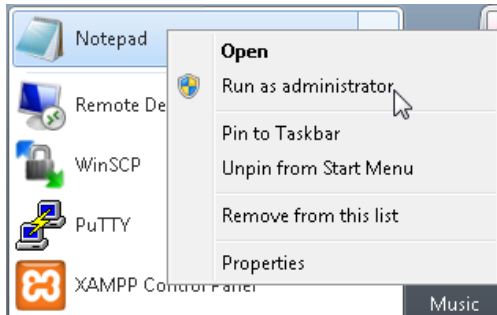 Notepad
Open
Run as administrator
Remote De
Pin to Taskbar
WinSCP
Unpin from Start Menu
PuTTY
Remove from this list
Properties
XAMPP Control Panel
Music